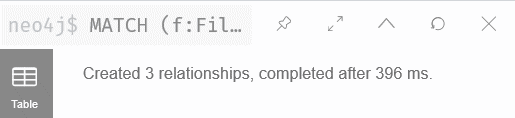 neo4j$ MATCH (f:Fil…
Created 3 relationships, completed after 396 ms.
Table